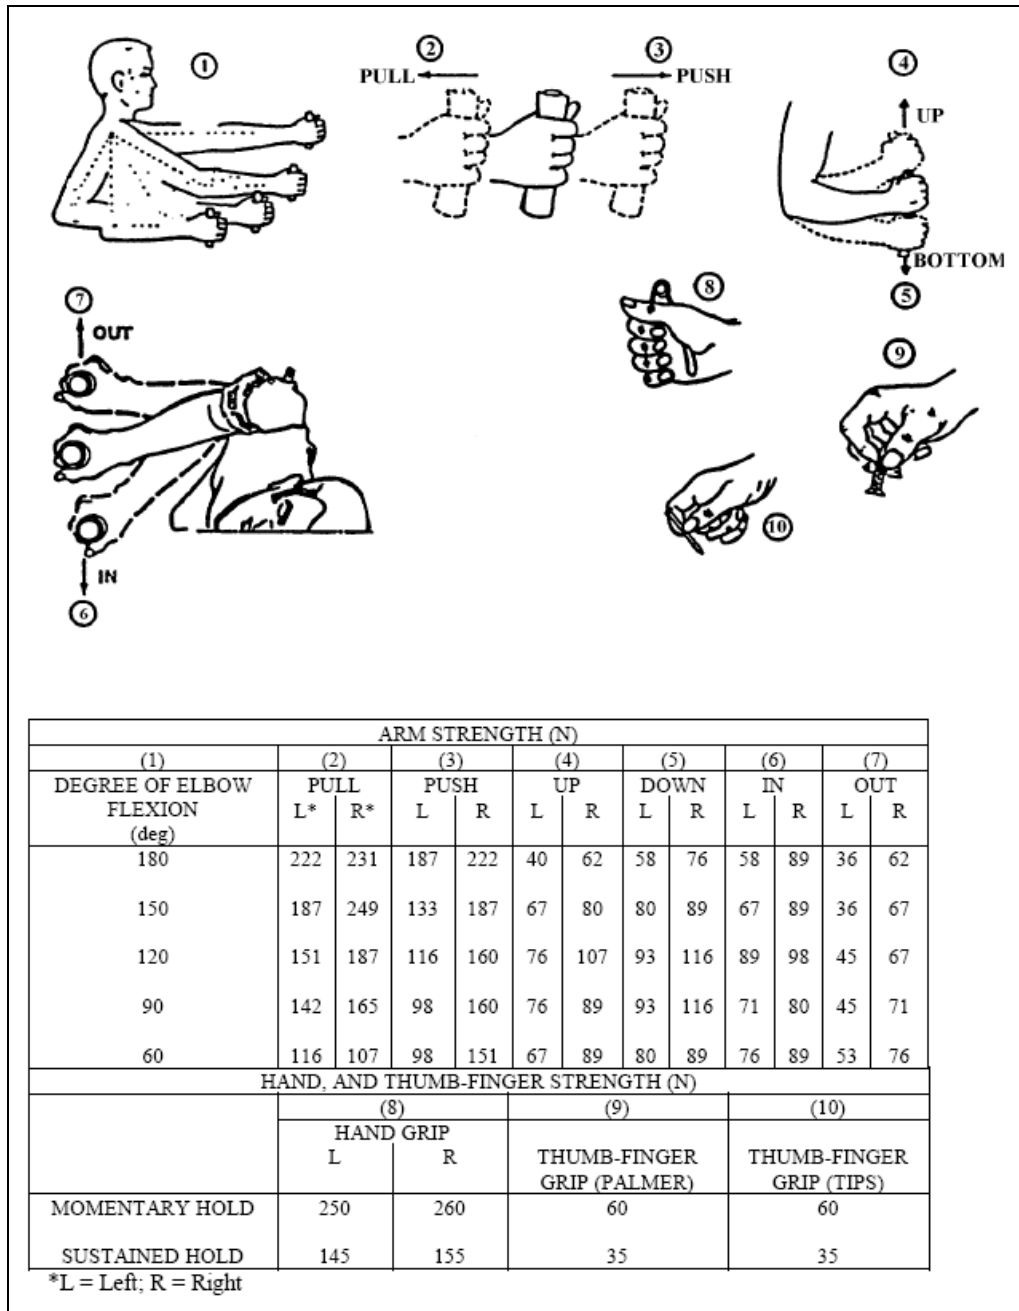 1
2
3
4
PULL
PUSH
UP
BOTTOM
5
7
OUT
8
9
10
IN
6
ARM STRENGTH (N)
(1) (2) (3) (4) (5) (6) (7)
DEGREE OF ELBOW PULL PUSH UP DOWN IN OUT
FLEXION L* R* L R L R L R L R L R
(deg)
180 222 231 187 222 40 62 58 76 58 89 36 62
150 187 249 133 187 67 80 80 89 67 89 36 67
120 151 187 116 160 76 107 93 116 89 98 45 67
90 142 165 98 160 76 89 93 116 71 80 45 71
60 116 107 98 151 67 89 80 89 76 89 53 76
HAND, AND THUMB-FINGER STRENGTH (N)
(8) (9) (10)
HAND GRIP
L R THUMB-FINGER THUMB-FINGER
GRIP (PALMER) GRIP (TIPS)
MOMENTARY HOLD 250 260 60 60
SUSTAINED HOLD 145 155 35 35
*L = Left; R = Right